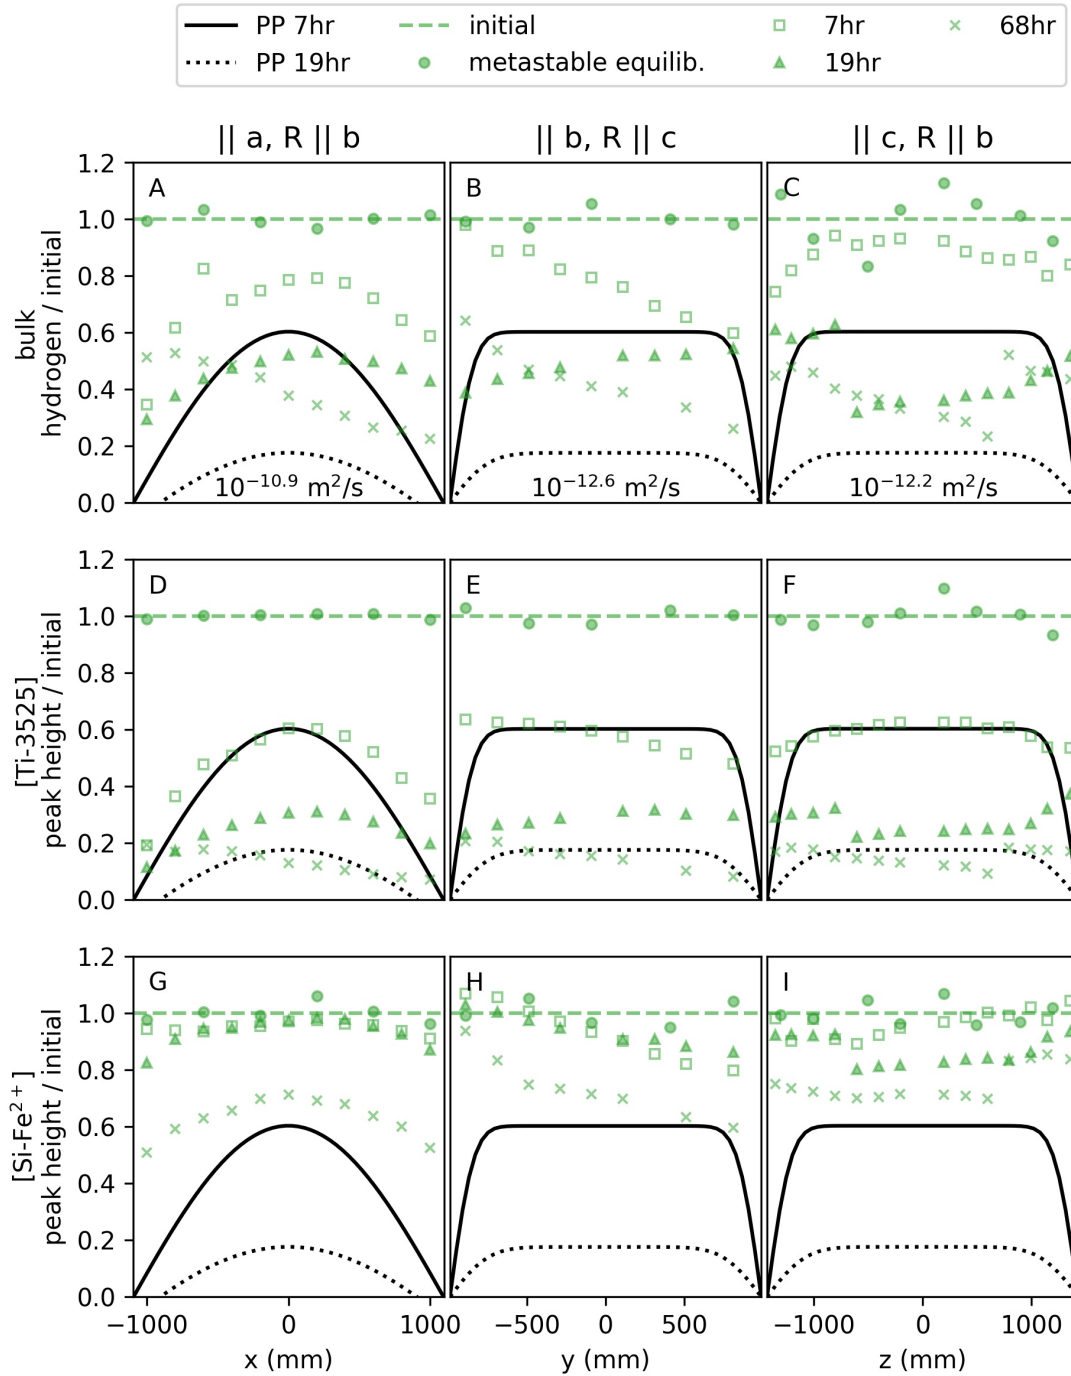 PP 7hr initial 7hr 68hr
PP 19hr metastable equilib. 19hr
|| a, R || b || b, R || c || c, R || b
bulk
hydrogen / initial
1.2
1.0
0.8
0.6
0.4
0.2
0.0
A
10⁻¹⁰·⁹ m²/s
B
10⁻¹²·⁶ m²/s
C
10⁻¹²·² m²/s
[Ti-3525]
peak height / initial
1.2
1.0
0.8
0.6
0.4
0.2
0.0
D
E
F
[Si-Fe²⁺]
peak height / initial
1.2
1.0
0.8
0.6
0.4
0.2
0.0
G
H
I
−1000 0 1000 −500 0 500 −1000 0 1000
x (mm) y (mm) z (mm)